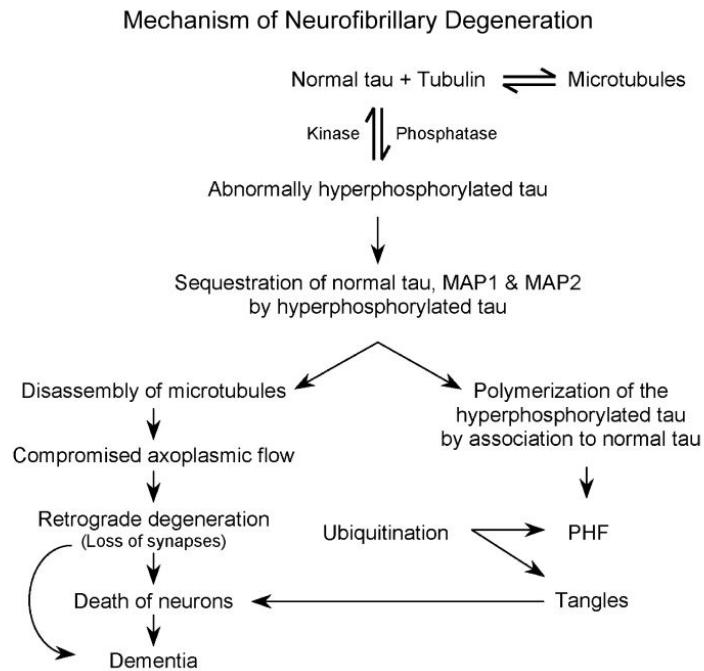 Mechanism of Neurofibrillary Degeneration
Normal tau + Tubulin Microtubules
Kinase Phosphatase
Abnormally hyperphosphorylated tau
Sequestration of normal tau, MAP1 & MAP2
by hyperphosphorylated tau
Disassembly of microtubules
Polymerization of the
hyperphosphorylated tau
by association to normal tau
Compromised axoplasmic flow
Retrograde degeneration
(Loss of synapses)
Ubiquitination PHF
Death of neurons
Tangles
Dementia